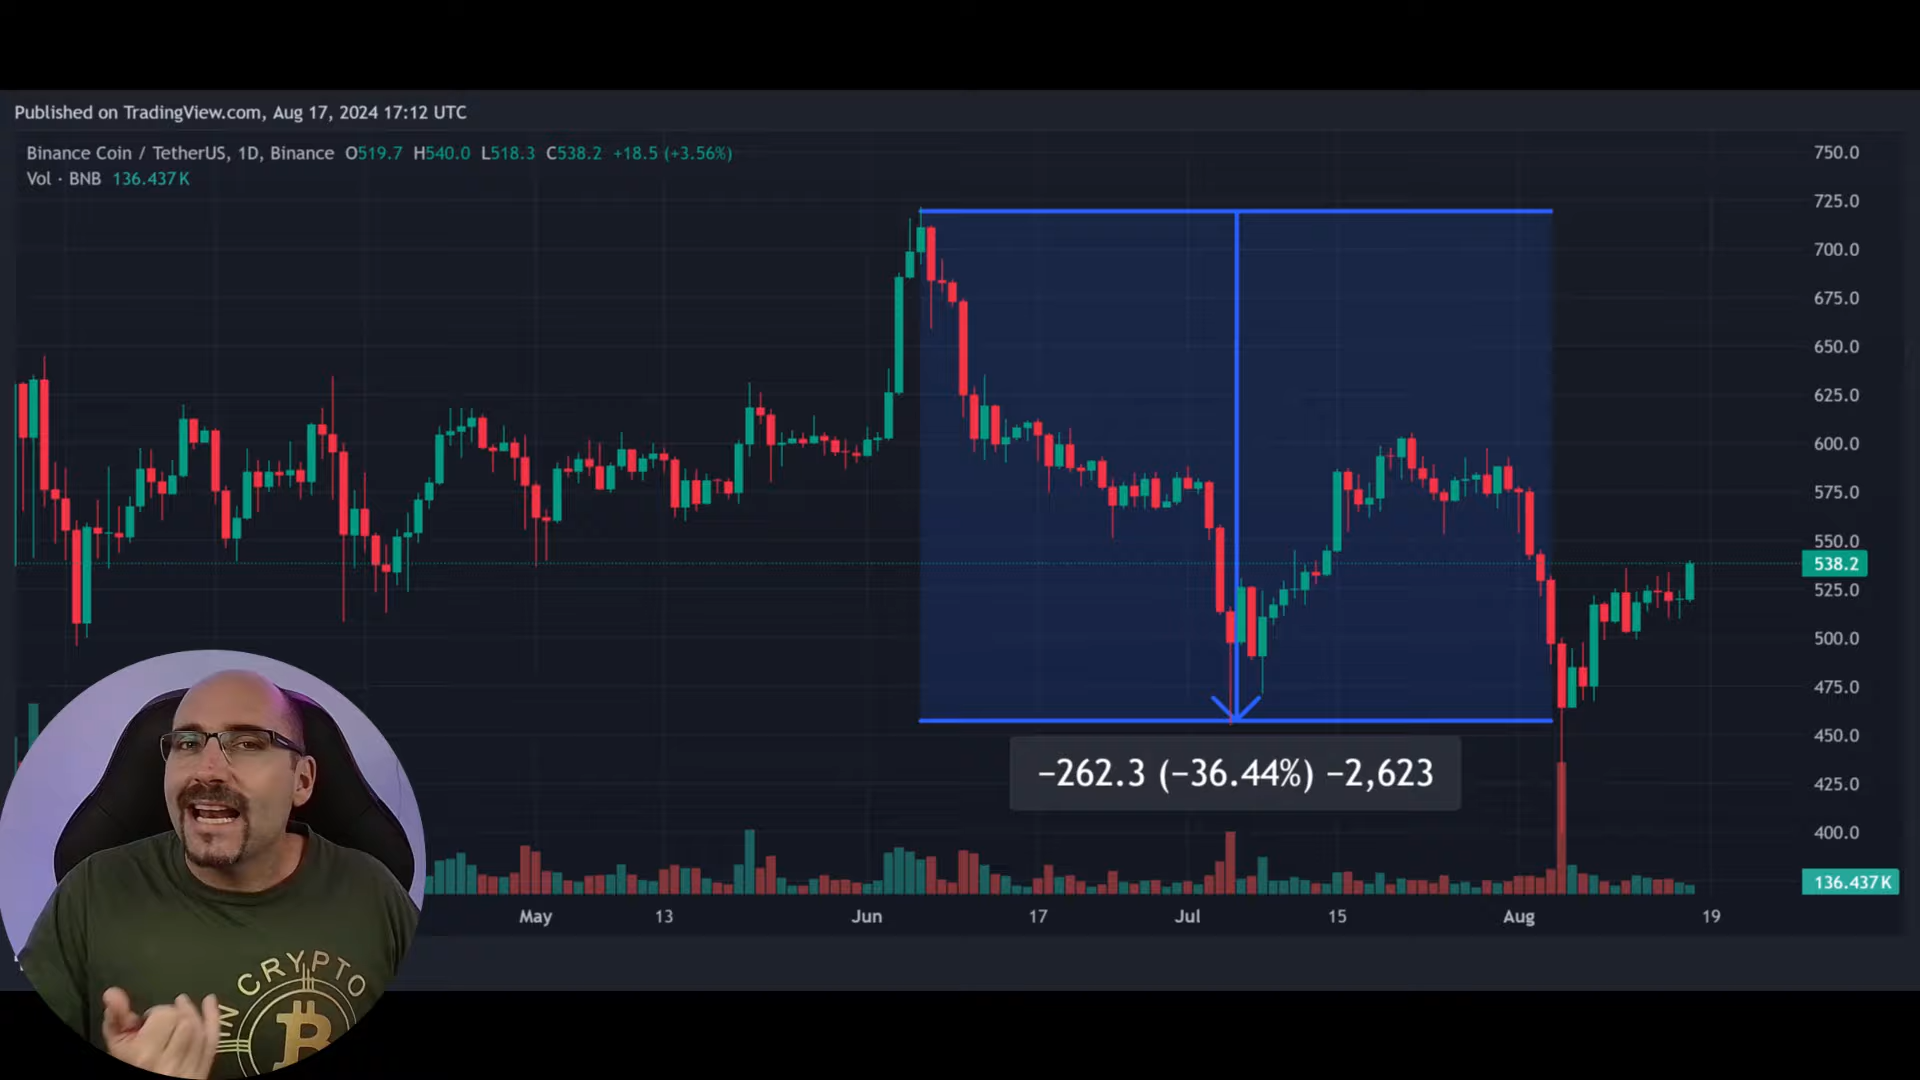 Published on TradingView.com, Aug 17, 2024 17:12 UTC
Binance Coin / TetherUS, 1D, Binance O519.7 H540.0 L518.3 C538.2 +18.5 (+3.56%)
Vol · BNB 136.437K
750.0
725.0
700.0
675.0
650.0
625.0
600.0
575.0
550.0
538.2
525.0
500.0
475.0
450.0
425.0
400.0
136.437K
−262.3 (−36.44%) −2,623
May 13 Jun 17 Jul 15 Aug 19
CRYPTO